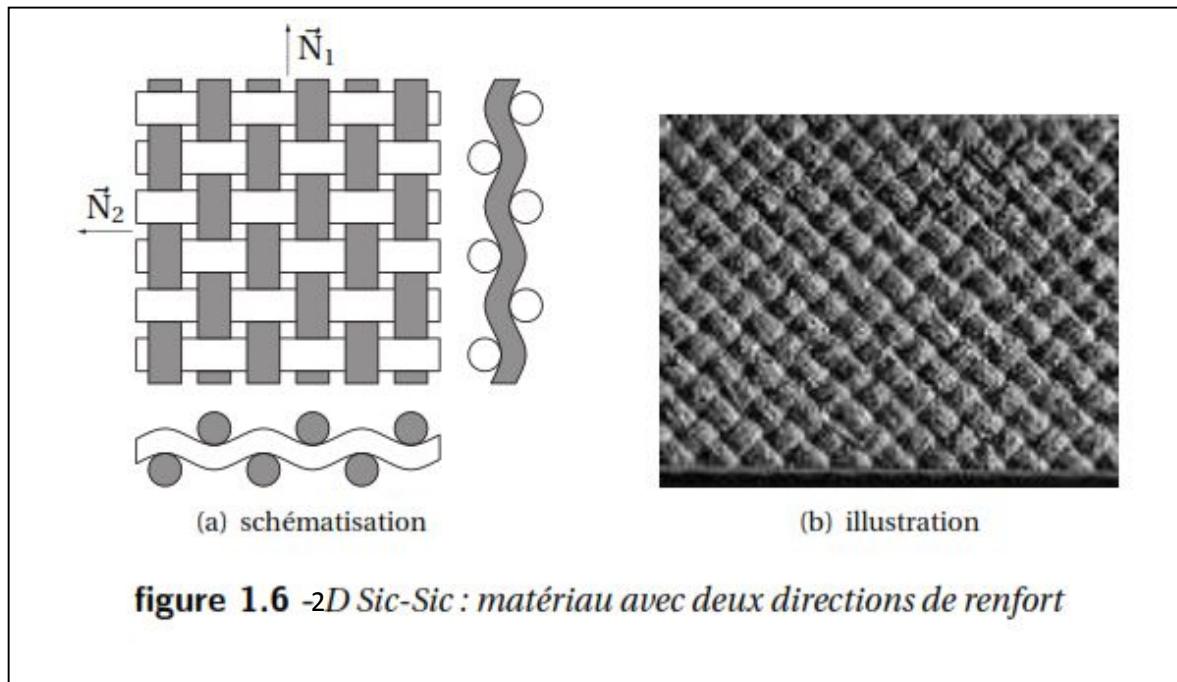 N⃗₁
N⃗₂
(a) schématisation
(b) illustration
figure 1.6 -2D Sic-Sic : matériau avec deux directions de renfort